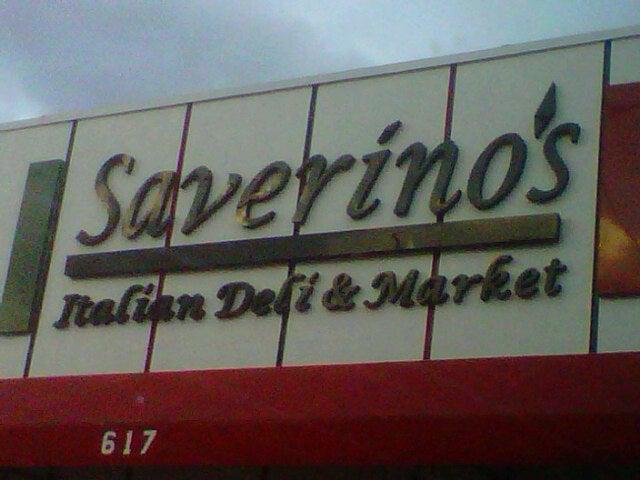 Saverino's
Italian Deli & Market
617